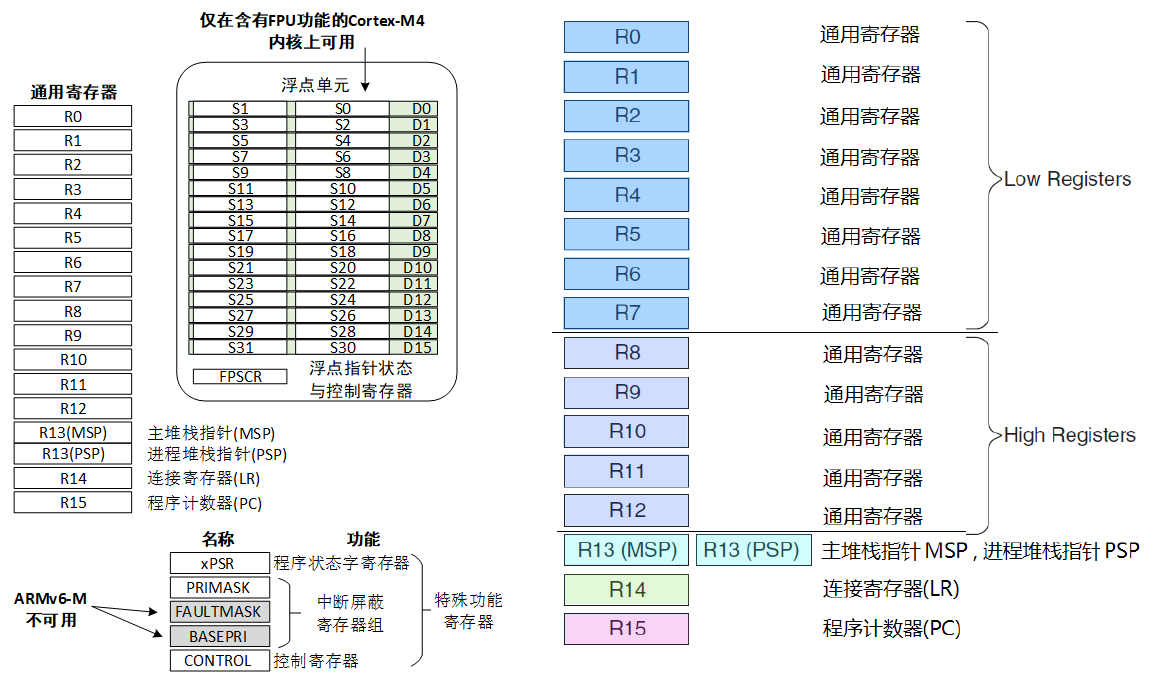 仅在含有FPU功能的Cortex-M4
内核上可用
通用寄存器
R0
R1
R2
R3
R4
R5
R6
R7
R8
R9
R10
R11
R12
R13(MSP) 主堆栈指针(MSP)
R13(PSP) 进程堆栈指针(PSP)
R14 连接寄存器(LR)
R15 程序计数器(PC)
浮点单元
S1 S0 D0
S3 S2 D1
S5 S4 D2
S7 S6 D3
S9 S8 D4
S11 S10 D5
S13 S12 D6
S15 S14 D7
S17 S16 D8
S19 S18 D9
S21 S20 D10
S23 S22 D11
S25 S24 D12
S27 S26 D13
S29 S28 D14
S31 S30 D15
FPSCR
浮点指针状态
与控制寄存器
名称 功能
xPSR 程序状态字寄存器
PRIMASK
FAULTMASK
BASEPRI
CONTROL 控制寄存器
ARMv6-M
不可用
中断屏蔽
寄存器组
特殊功能
寄存器
R0 通用寄存器
R1 通用寄存器
R2 通用寄存器
R3 通用寄存器
R4 通用寄存器
R5 通用寄存器
R6 通用寄存器
R7 通用寄存器
Low Registers
R8 通用寄存器
R9 通用寄存器
R10 通用寄存器
R11 通用寄存器
R12 通用寄存器
High Registers
R13 (MSP) R13 (PSP) 主堆栈指针MSP , 进程堆栈指针PSP
R14 连接寄存器(LR)
R15 程序计数器(PC)